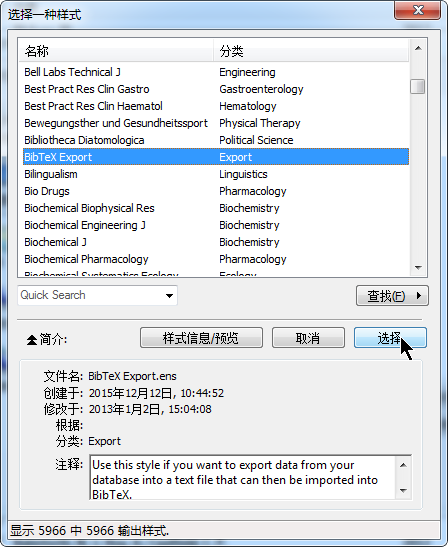 选择一种样式
名称 分类
Bell Labs Technical J Engineering
Best Pract Res Clin Gastro Gastroenterology
Best Pract Res Clin Haematol Hematology
Bewegungsther und Gesundheitssport Physical Therapy
Bibliotheca Diatomologica Political Science
BibTeX Export Export
Bilingualism Linguistics
Bio Drugs Pharmacology
Biochemical Biophysical Res Biochemistry
Biochemical Engineering J Biochemistry
Biochemical J Biochemistry
Biochemical Pharmacology Pharmacology
Biochemical Systematics Ecology Ecology
Quick Search 查找(F)
简介: 样式信息/预览 取消 选择
文件名: BibTeX Export.ens
创建于: 2015年12月12日, 10:44:52
修改于: 2013年1月2日, 15:04:08
根据:
分类: Export
注释: Use this style if you want to export data from your
database into a text file that can then be imported into
BibTeX.
显示 5966 中 5966 输出样式.